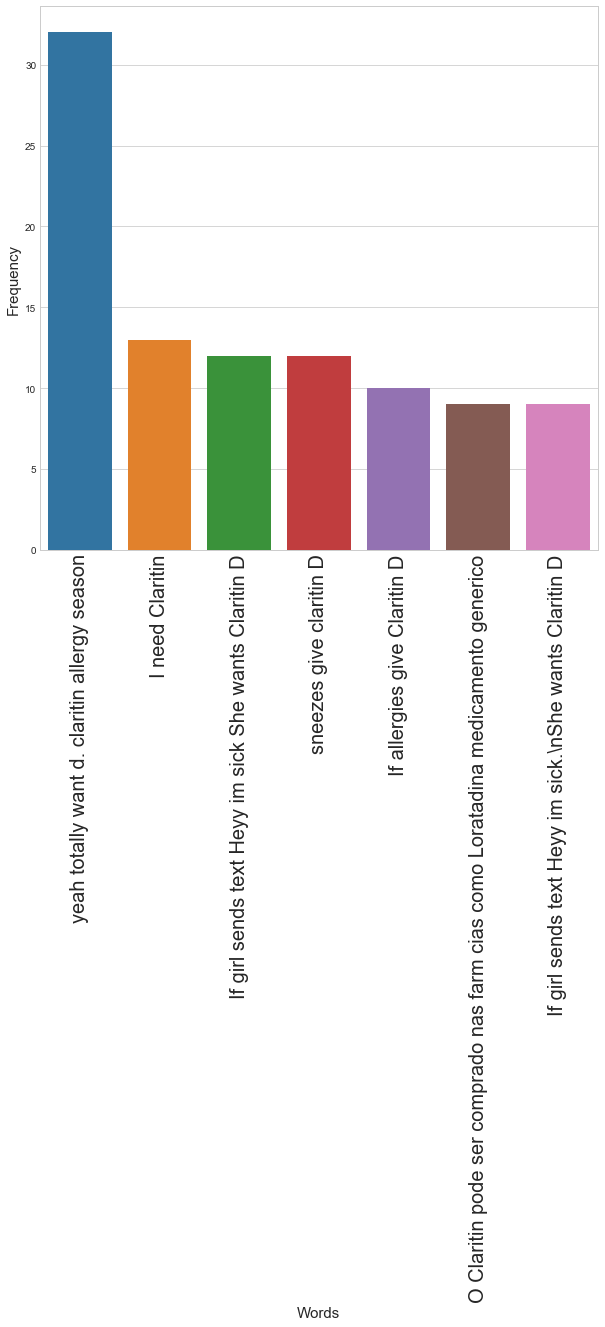 30
25
20
15
10
5
0
Frequency
yeah totally want d. claritin allergy season
I need Claritin
If girl sends text Heyy im sick She wants Claritin D
sneezes give claritin D
If allergies give Claritin D
O Claritin pode ser comprado nas farm cias como Loratadina medicamento generico
If girl sends text Heyy im sick.\nShe wants Claritin D
Words